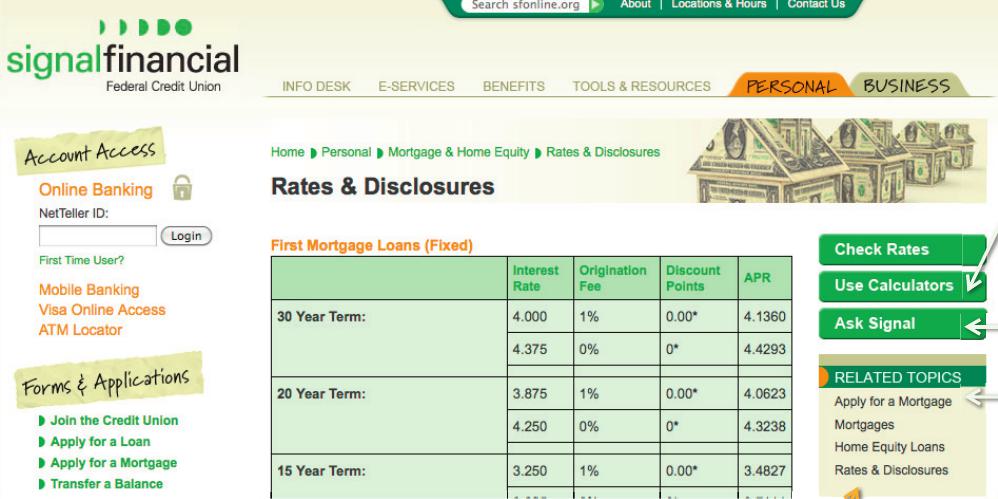 Search sfonline.org About | Locations & Hours | Contact Us
signalfinancial
Federal Credit Union
INFO DESK E-SERVICES BENEFITS TOOLS & RESOURCES PERSONAL BUSINESS
Account Access
Online Banking
NetTeller ID:
Login
First Time User?
Mobile Banking
Visa Online Access
ATM Locator
Forms & Applications
Join the Credit Union
Apply for a Loan
Apply for a Mortgage
Transfer a Balance
Home Personal Mortgage & Home Equity Rates & Disclosures
Rates & Disclosures
First Mortgage Loans (Fixed)
Interest Rate Origination Fee Discount Points APR
30 Year Term: 4.000 1% 0.00* 4.1360
4.375 0% 0* 4.4293
20 Year Term: 3.875 1% 0.00* 4.0623
4.250 0% 0* 4.3238
15 Year Term: 3.250 1% 0.00* 3.4827
Check Rates
Use Calculators
Ask Signal
RELATED TOPICS
Apply for a Mortgage
Mortgages
Home Equity Loans
Rates & Disclosures